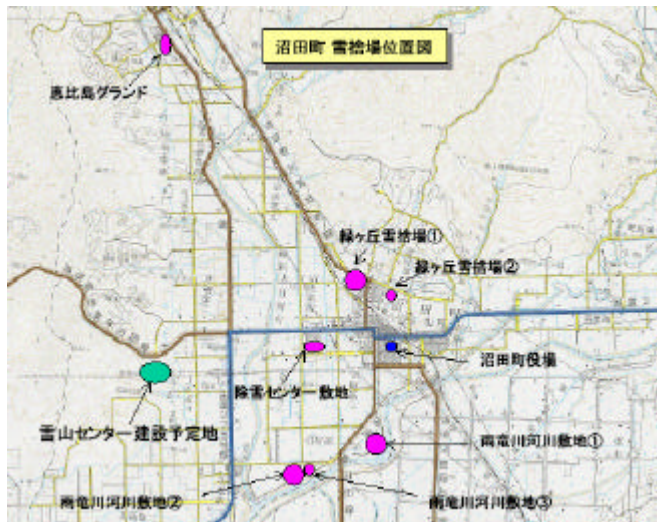 沼田町 雪捨場位置図
恵比島グランド
緑ヶ丘雪捨場①
緑ヶ丘雪捨場②
沼田町役場
除雪センター敷地
雪山センター建設予定地
雨竜川河川敷地①
雨竜川河川敷地②
雨竜川河川敷地③